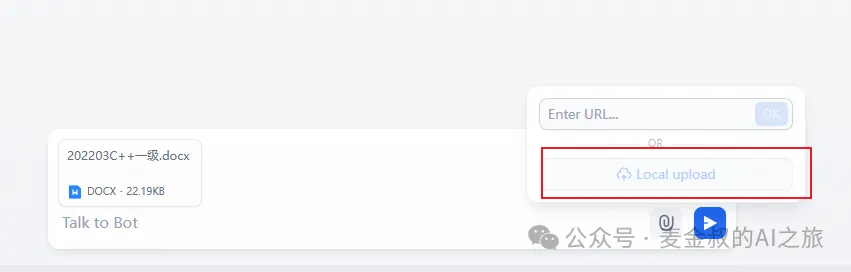 Enter URL...
OK
OR
Local upload
202203C++一级.docx
DOCX · 22.19KB
Talk to Bot
公众号 · 麦金叔的AI之旅